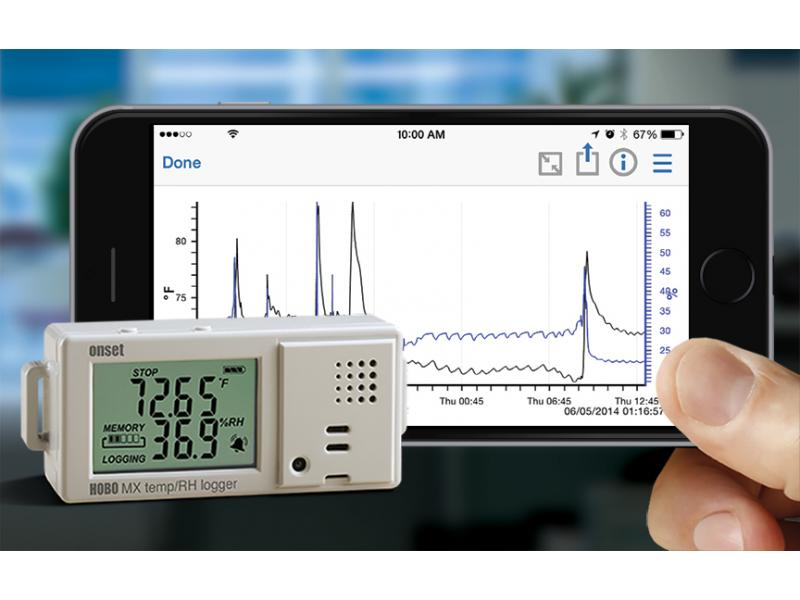 10:00 AM
67%
Done
i
60
55
80
50
45
°F
40
%
75
35
30
25
Thu 00:45
Thu 06:45
Thu 12:45
06/05/2014 01:16:57
onset
STOP
72.65 °F
MEMORY
36.9 %RH
LOGGING
HOBO MX temp/RH logger